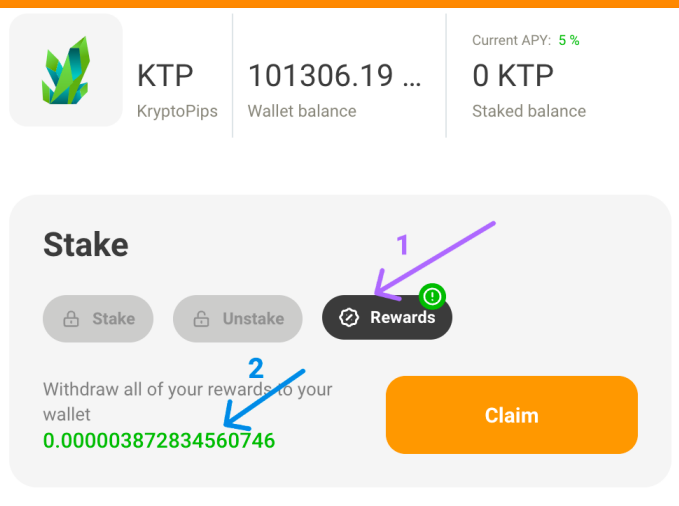 Current APY: 5 %
KTP
101306.19 ...
0 KTP
KryptoPips
Wallet balance
Staked balance
Stake
1
Stake
Unstake
Rewards
2
Withdraw all of your rewards to your
wallet
0.000003872834560746
Claim